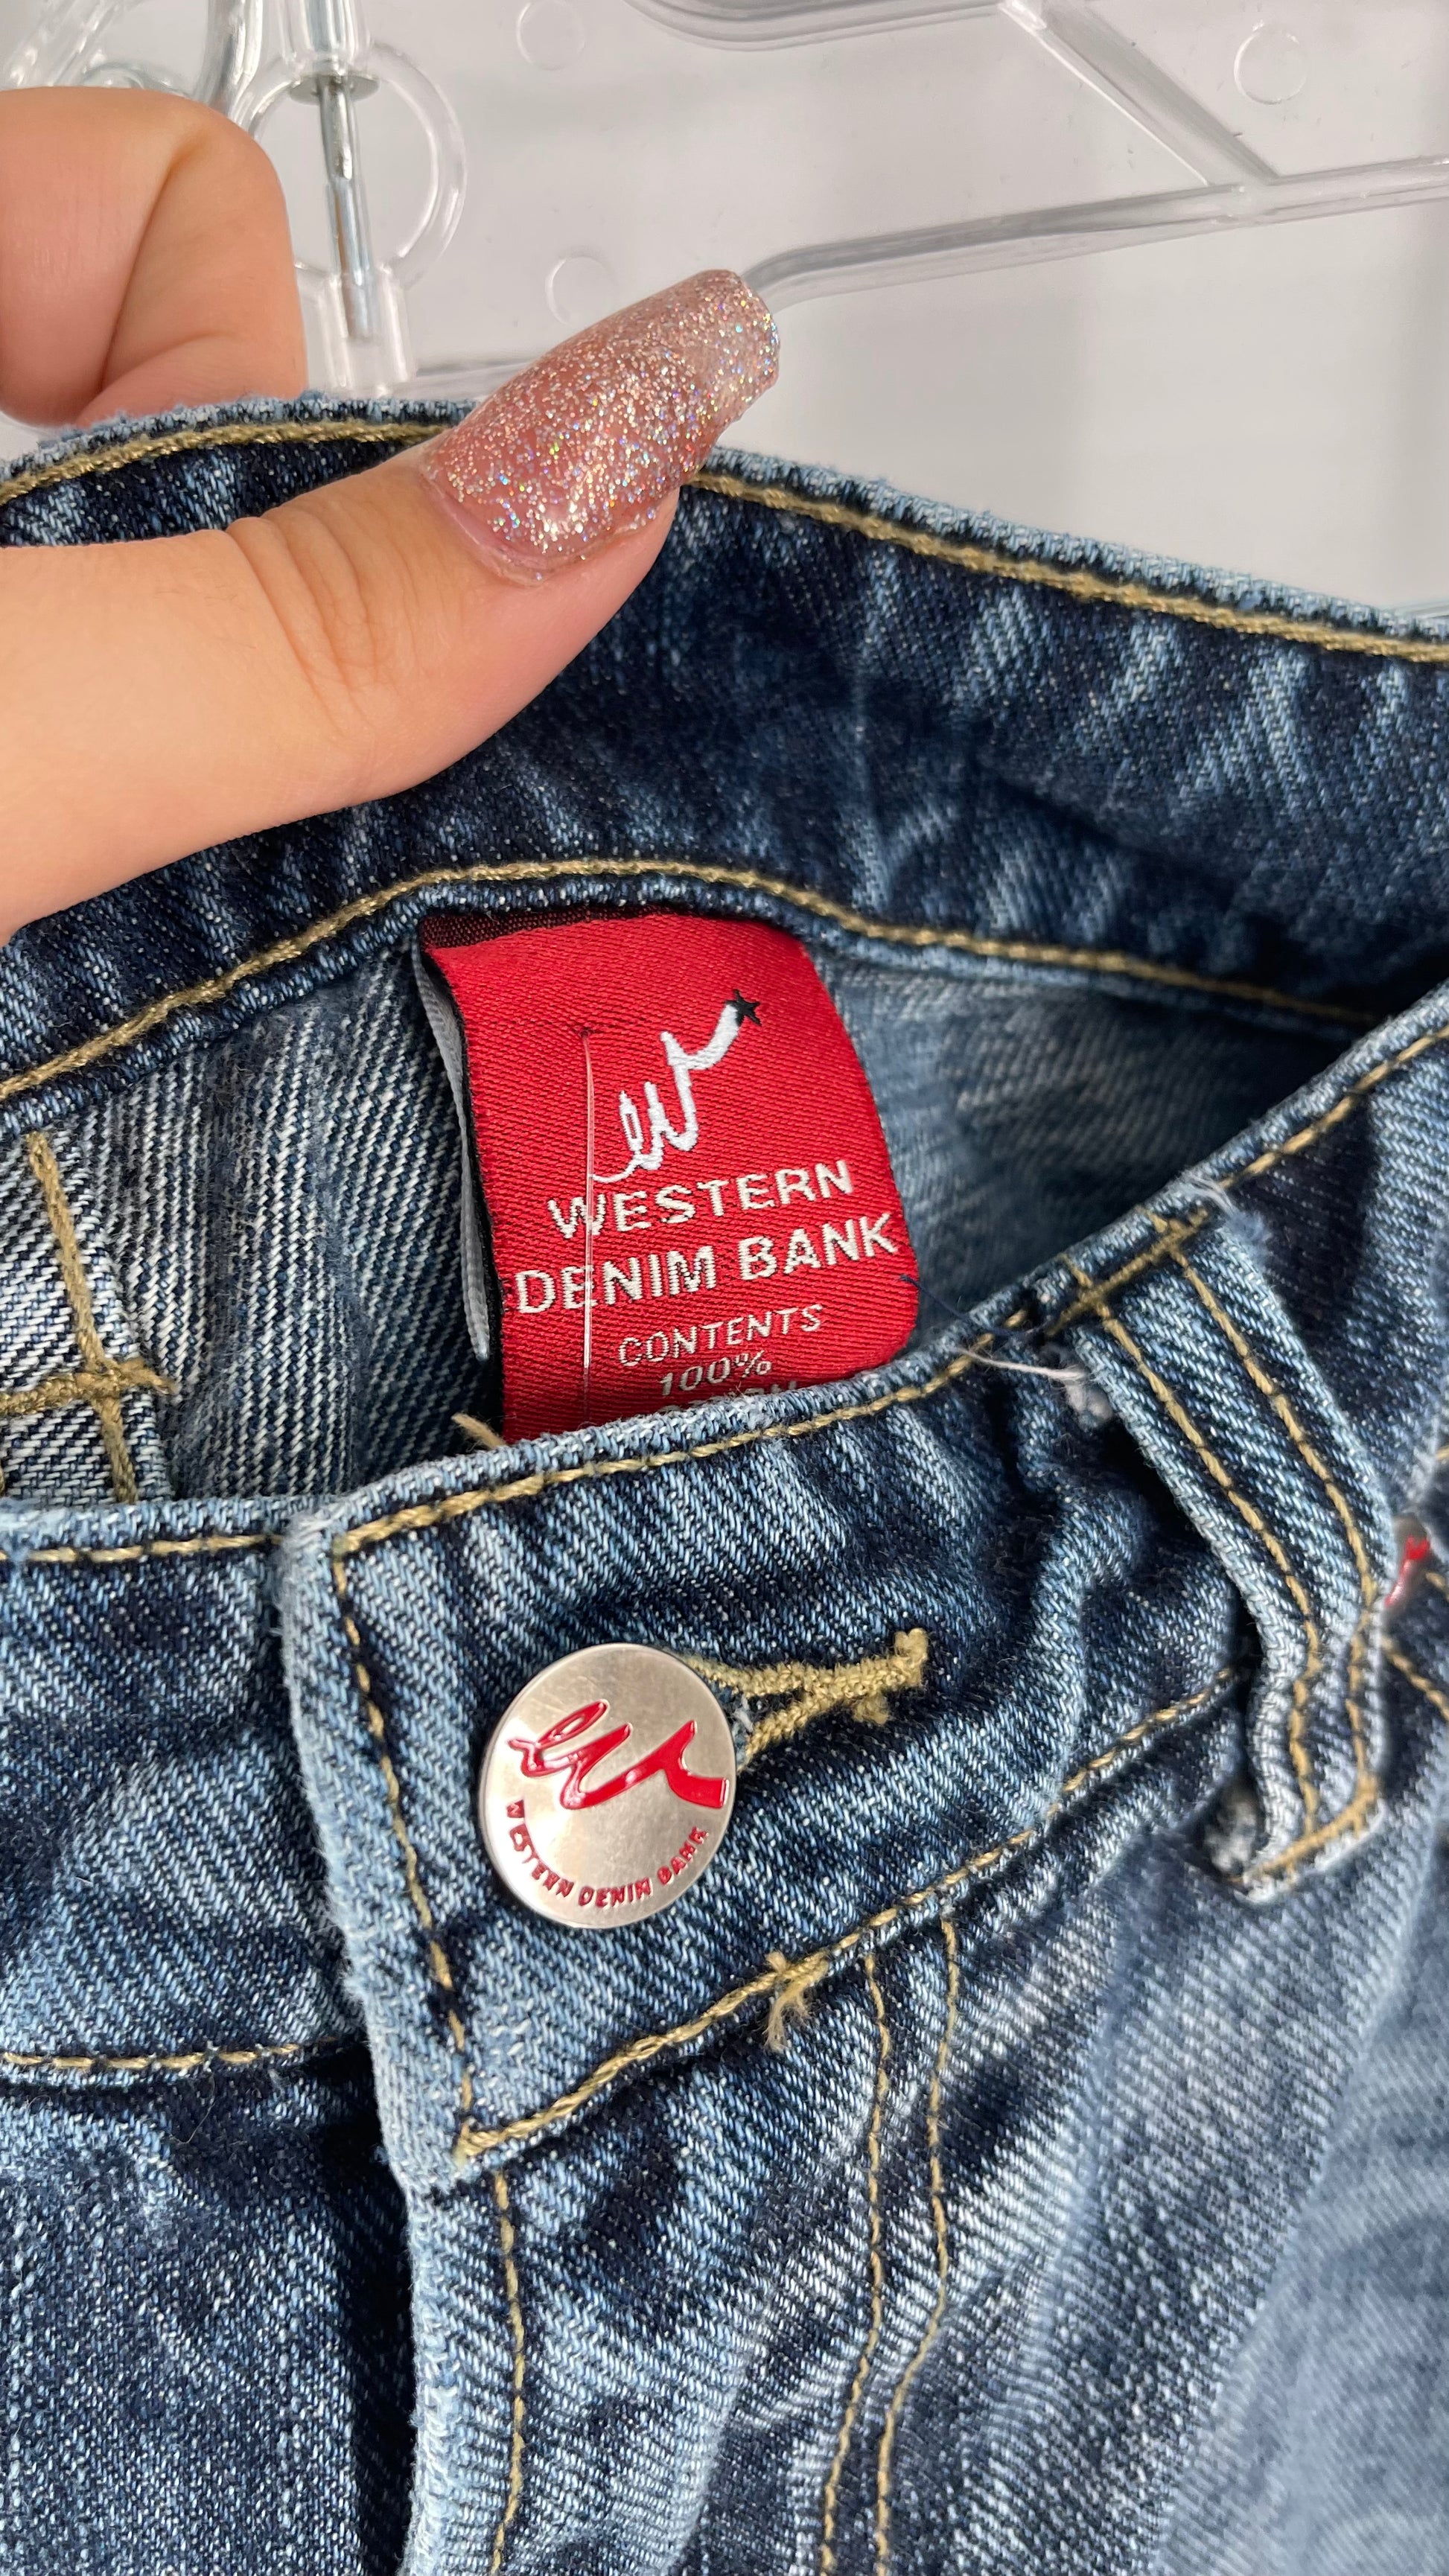 WESTERN
DENIM BANK
CONTENTS
100%
WESTERN DENIM BANK